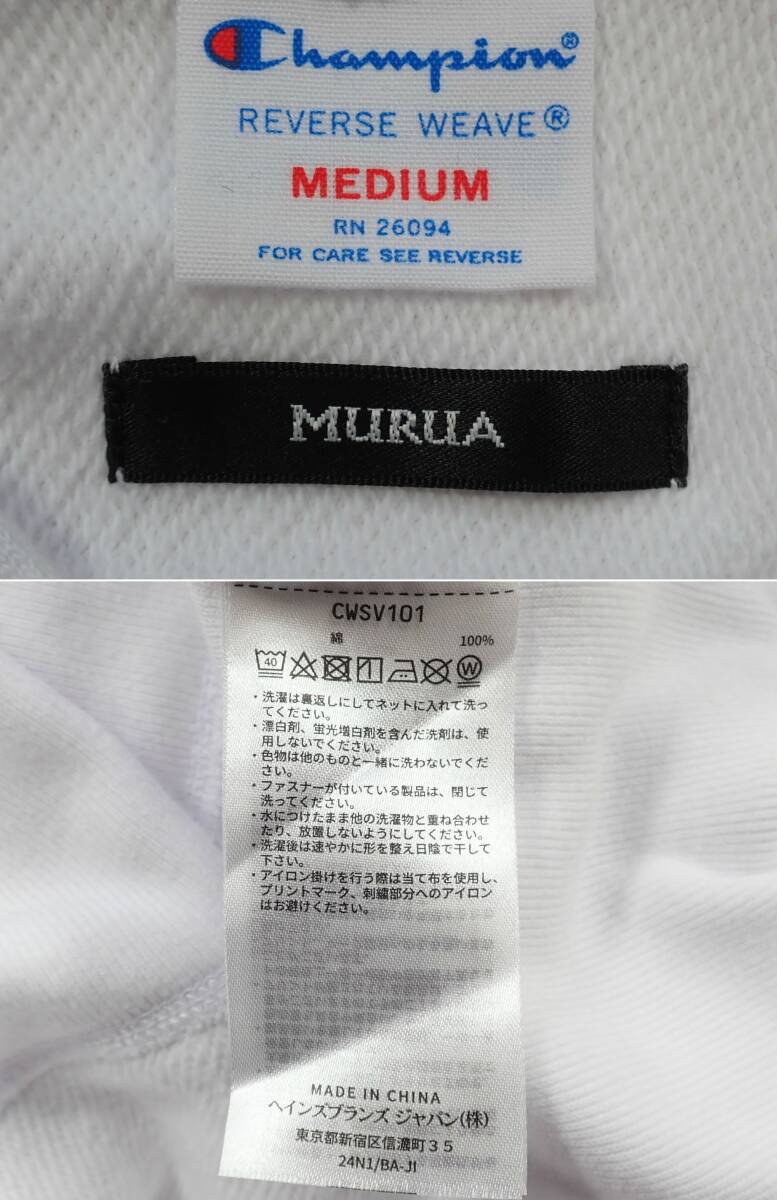 Champion®
REVERSE WEAVE®
MEDIUM
RN 26094
FOR CARE SEE REVERSE
MURUA
CWSV101
綿 100%
40 W
・洗濯は裏返しにしてネットに入れて洗っ
てください。
・漂白剤、蛍光増白剤を含んだ洗剤は、使
用しないでください。
・色物は他のものと一緒に洗わないでくだ
さい。
・ファスナーが付いている製品は、閉じて
洗ってください。
・水につけたまま他の洗濯物と重ね合わせ
たり、放置しないようにしてください。
・洗濯後は速やかに形を整え日陰で干して
下さい。
・アイロン掛けを行う際は当て布を使用し、
プリントマーク、刺繍部分へのアイロン
はお避けください。
MADE IN CHINA
ヘインズブランズ ジャパン(株)
東京都新宿区信濃町35
24N1/BA-JI